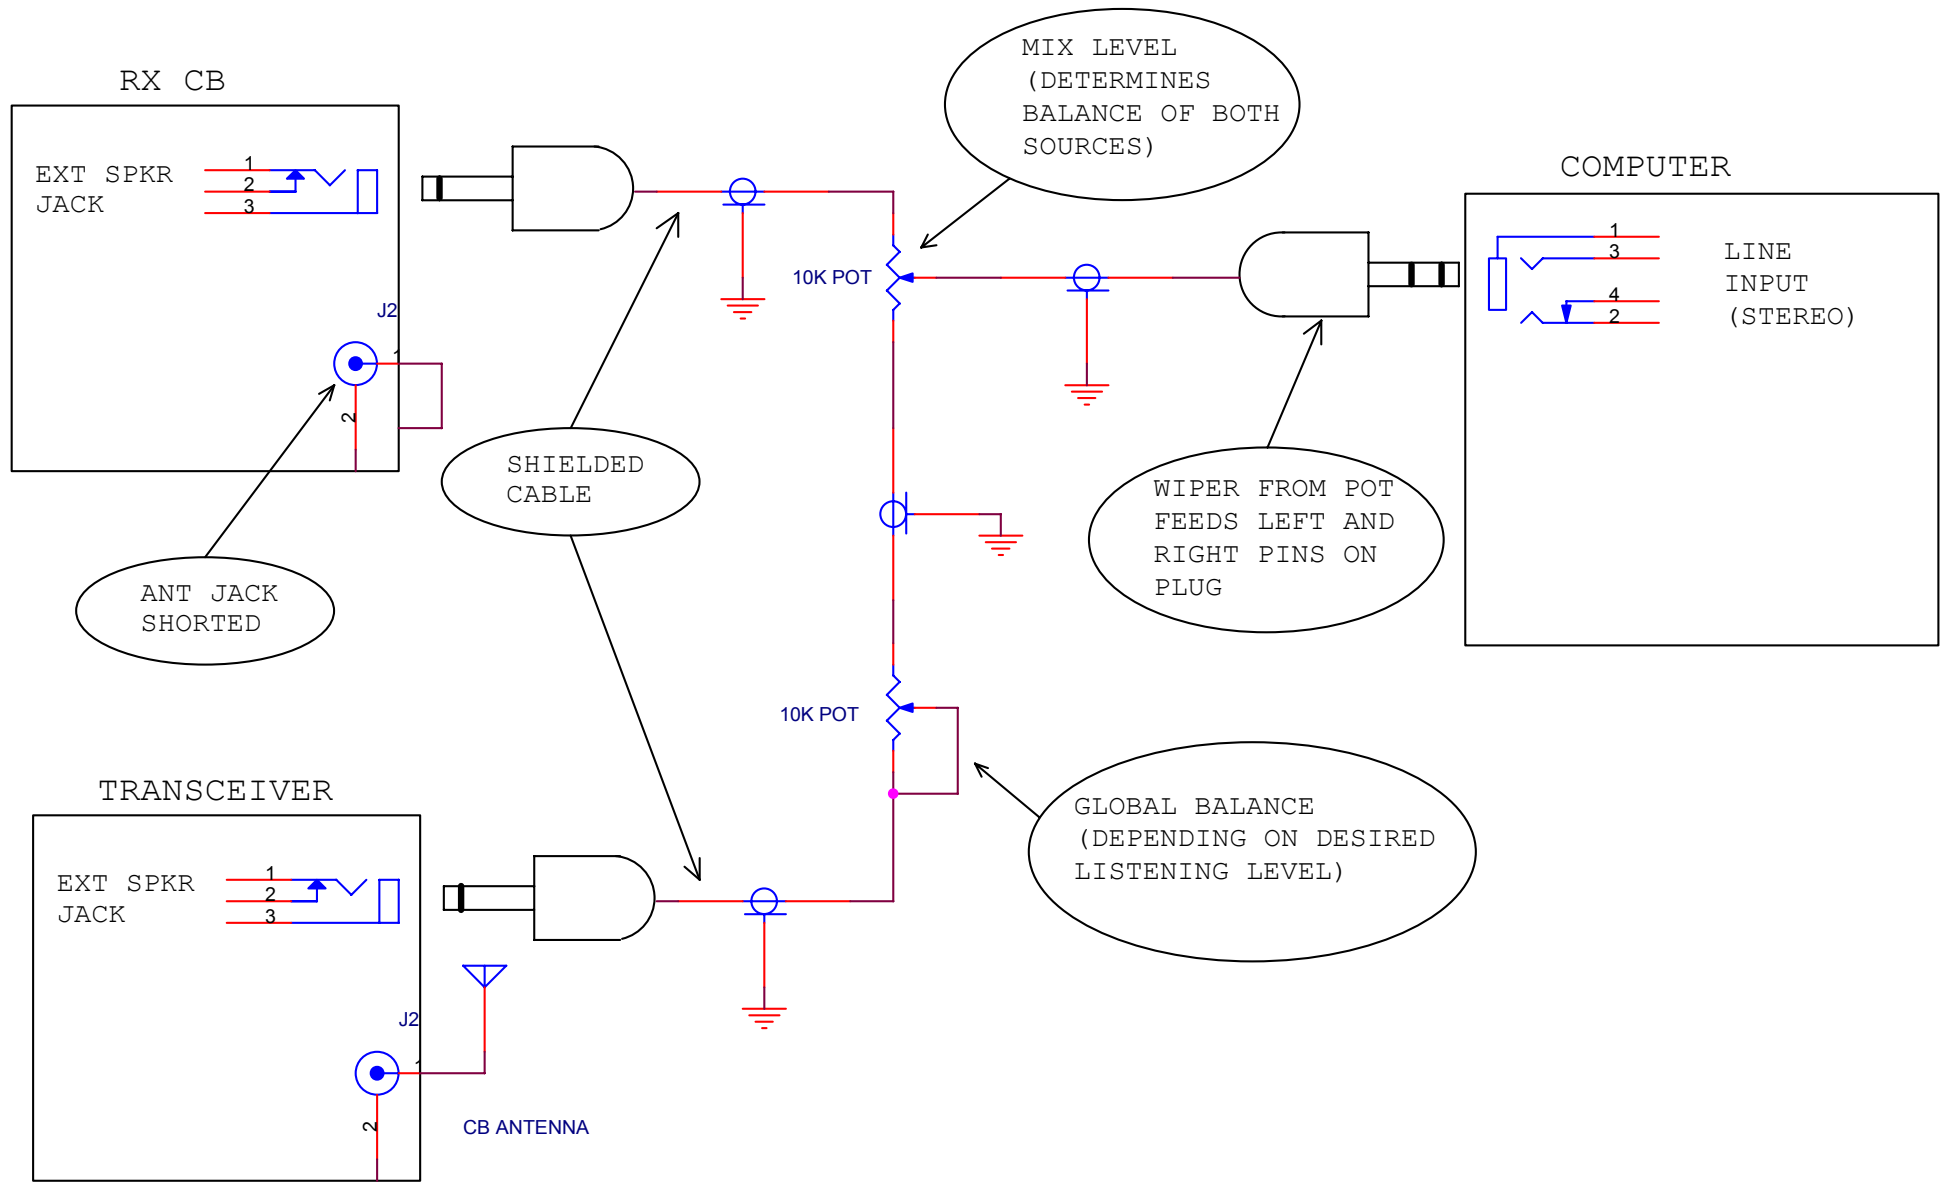 RX CB
EXT SPKR
JACK
1
2
3
J2
1
2
ANT JACK
SHORTED
SHIELDED
CABLE
MIX LEVEL
(DETERMINES
BALANCE OF BOTH
SOURCES)
10K POT
COMPUTER
1
3
4
2
LINE
INPUT
(STEREO)
WIPER FROM POT
FEEDS LEFT AND
RIGHT PINS ON
PLUG
10K POT
GLOBAL BALANCE
(DEPENDING ON DESIRED
LISTENING LEVEL)
TRANSCEIVER
EXT SPKR
JACK
1
2
3
J2
1
2
CB ANTENNA